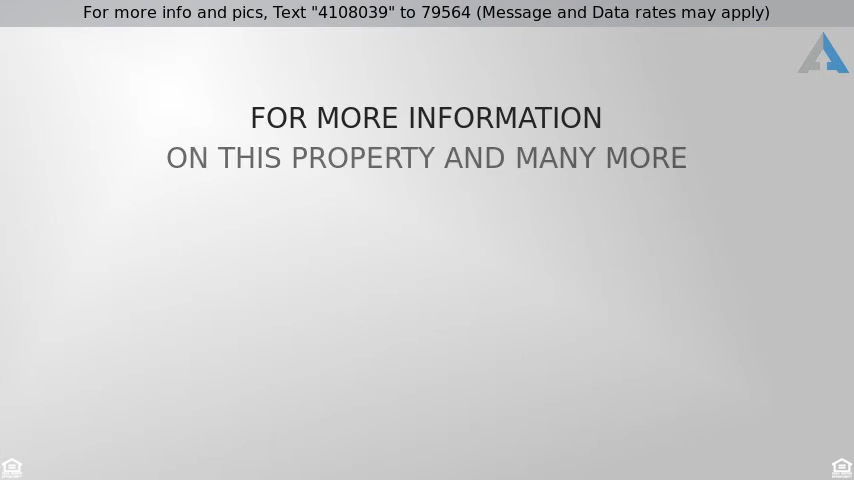 For more info and pics, Text "4108039" to 79564 (Message and Data rates may apply)
FOR MORE INFORMATION
ON THIS PROPERTY AND MANY MORE